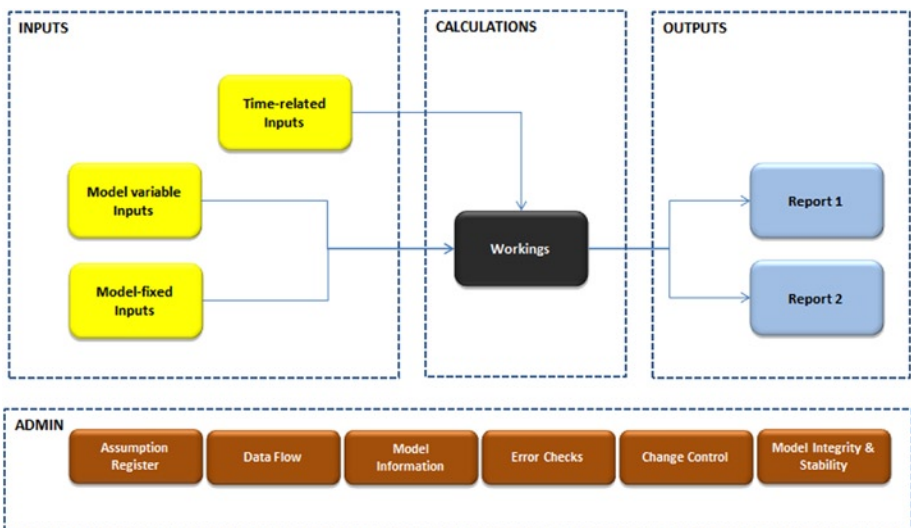 INPUTS
CALCULATIONS
OUTPUTS
Time-related
Inputs
Model variable
Inputs
Model-fixed
Inputs
Workings
Report 1
Report 2
ADMIN
Assumption
Register
Data Flow
Model
Information
Error Checks
Change Control
Model Integrity &
Stability